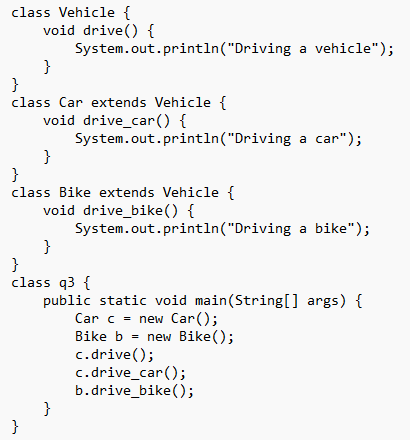 class Vehicle {
    void drive() {
        System.out.println("Driving a vehicle");
    }
}
class Car extends Vehicle {
    void drive_car() {
        System.out.println("Driving a car");
    }
}
class Bike extends Vehicle {
    void drive_bike() {
        System.out.println("Driving a bike");
    }
}
class q3 {
    public static void main(String[] args) {
        Car c = new Car();
        Bike b = new Bike();
        c.drive();
        c.drive_car();
        b.drive_bike();
    }
}